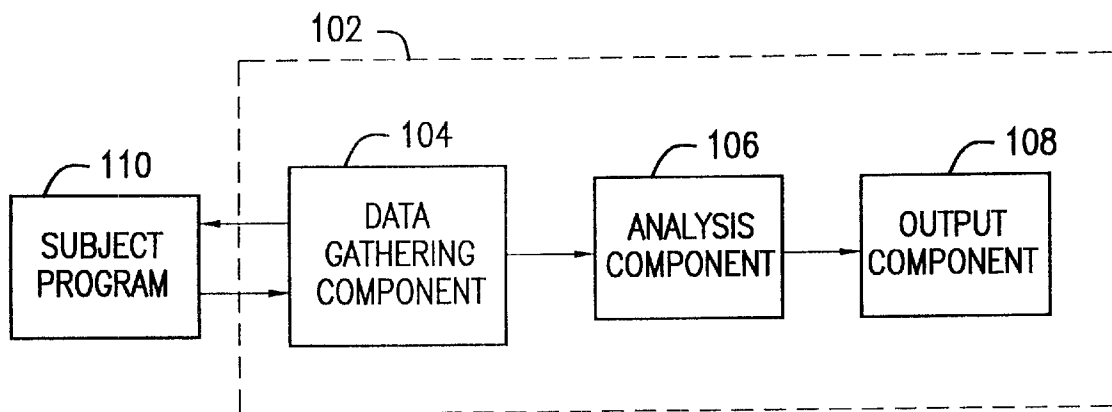 102
104
106
108
110
DATA
GATHERING
COMPONENT
ANALYSIS
COMPONENT
OUTPUT
COMPONENT
SUBJECT
PROGRAM